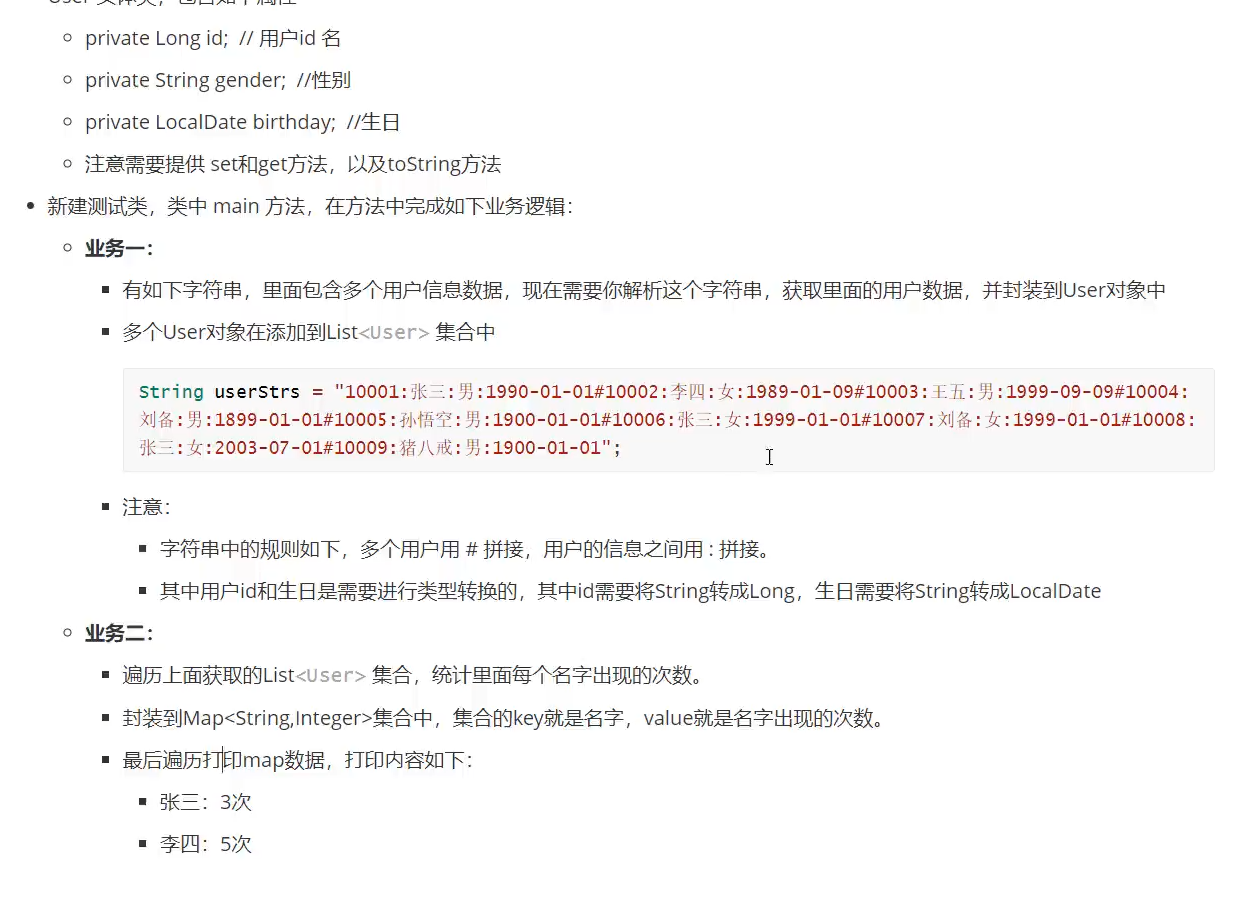 private Long id;  // 用户id 名
private String gender;  //性别
private LocalDate birthday;  //生日
注意需要提供 set和get方法，以及toString方法
新建测试类，类中 main 方法，在方法中完成如下业务逻辑：
业务一：
有如下字符串，里面包含多个用户信息数据，现在需要你解析这个字符串，获取里面的用户数据，并封装到User对象中
多个User对象在添加到List<User> 集合中
String userStrs = "10001:张三:男:1990-01-01#10002:李四:女:1989-01-09#10003:王五:男:1999-09-09#10004:
刘备:男:1899-01-01#10005:孙悟空:男:1900-01-01#10006:张三:女:1999-01-01#10007:刘备:女:1999-01-01#10008:
张三:女:2003-07-01#10009:猪八戒:男:1900-01-01";
注意：
字符串中的规则如下，多个用户用 # 拼接，用户的信息之间用 : 拼接。
其中用户id和生日是需要进行类型转换的，其中id需要将String转成Long，生日需要将String转成LocalDate
业务二：
遍历上面获取的List<User> 集合，统计里面每个名字出现的次数。
封装到Map<String,Integer>集合中，集合的key就是名字，value就是名字出现的次数。
最后遍历打印map数据，打印内容如下：
张三：3次
李四：5次